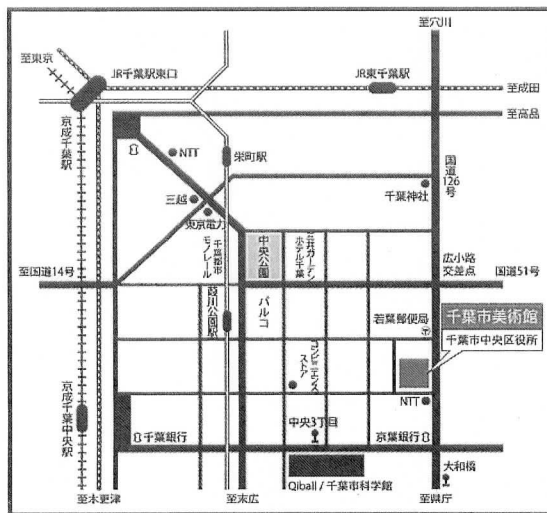 至穴川
至東京
JR千葉駅東口
JR東千葉駅
至成田
至高品
京成千葉駅
NTT
栄町駅
国道126号
千葉神社
三越
東京電力
千葉都市モノレール
中央公園
三井ガーデンホテル千葉
広小路交差点
至国道14号
国道51号
葭川公園駅
パルコ
若葉郵便局
千葉市美術館
千葉市中央区役所
コンビニエンスストア
NTT
京成千葉中央駅
千葉銀行
中央3丁目
京葉銀行
大和橋
Qiball / 千葉市科学館
至木更津
至末広
至県庁